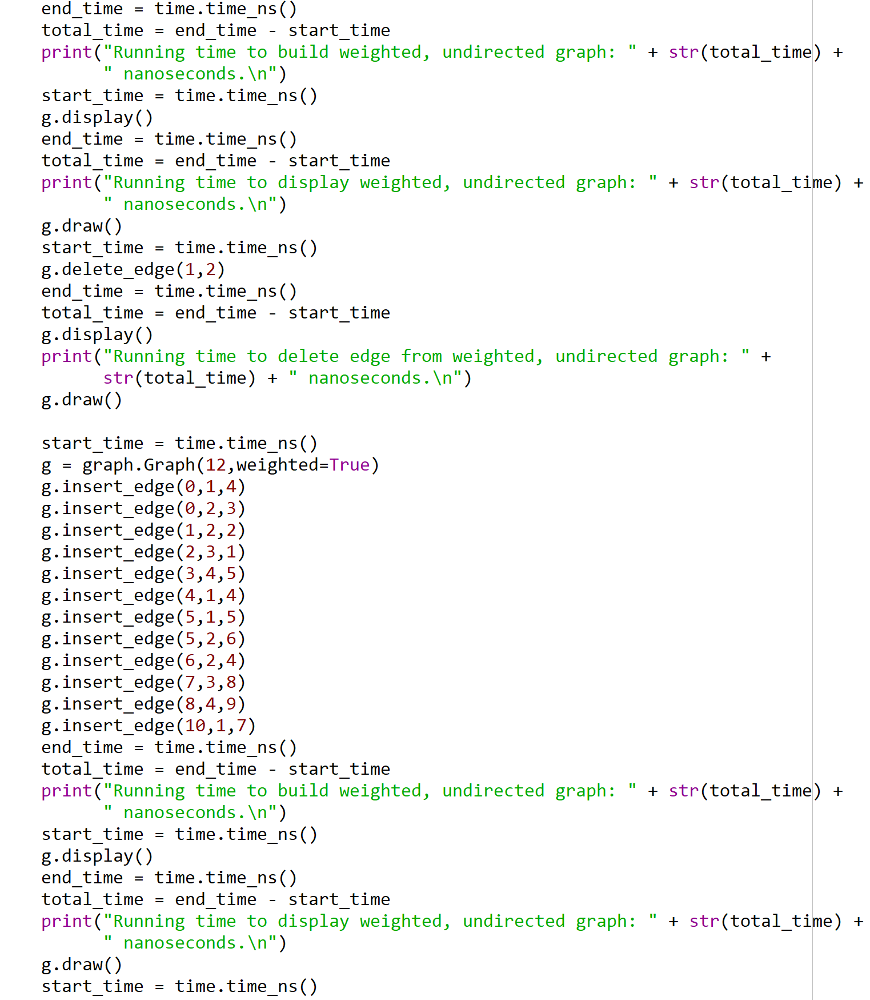 end_time = time.time_ns()
total_time = end_time - start_time
print("Running time to build weighted, undirected graph: " + str(total_time) +
      " nanoseconds.\n")
start_time = time.time_ns()
g.display()
end_time = time.time_ns()
total_time = end_time - start_time
print("Running time to display weighted, undirected graph: " + str(total_time) +
      " nanoseconds.\n")
g.draw()
start_time = time.time_ns()
g.delete_edge(1,2)
end_time = time.time_ns()
total_time = end_time - start_time
g.display()
print("Running time to delete edge from weighted, undirected graph: " +
      str(total_time) + " nanoseconds.\n")
g.draw()

start_time = time.time_ns()
g = graph.Graph(12,weighted=True)
g.insert_edge(0,1,4)
g.insert_edge(0,2,3)
g.insert_edge(1,2,2)
g.insert_edge(2,3,1)
g.insert_edge(3,4,5)
g.insert_edge(4,1,4)
g.insert_edge(5,1,5)
g.insert_edge(5,2,6)
g.insert_edge(6,2,4)
g.insert_edge(7,3,8)
g.insert_edge(8,4,9)
g.insert_edge(10,1,7)
end_time = time.time_ns()
total_time = end_time - start_time
print("Running time to build weighted, undirected graph: " + str(total_time) +
      " nanoseconds.\n")
start_time = time.time_ns()
g.display()
end_time = time.time_ns()
total_time = end_time - start_time
print("Running time to display weighted, undirected graph: " + str(total_time) +
      " nanoseconds.\n")
g.draw()
start_time = time.time_ns()